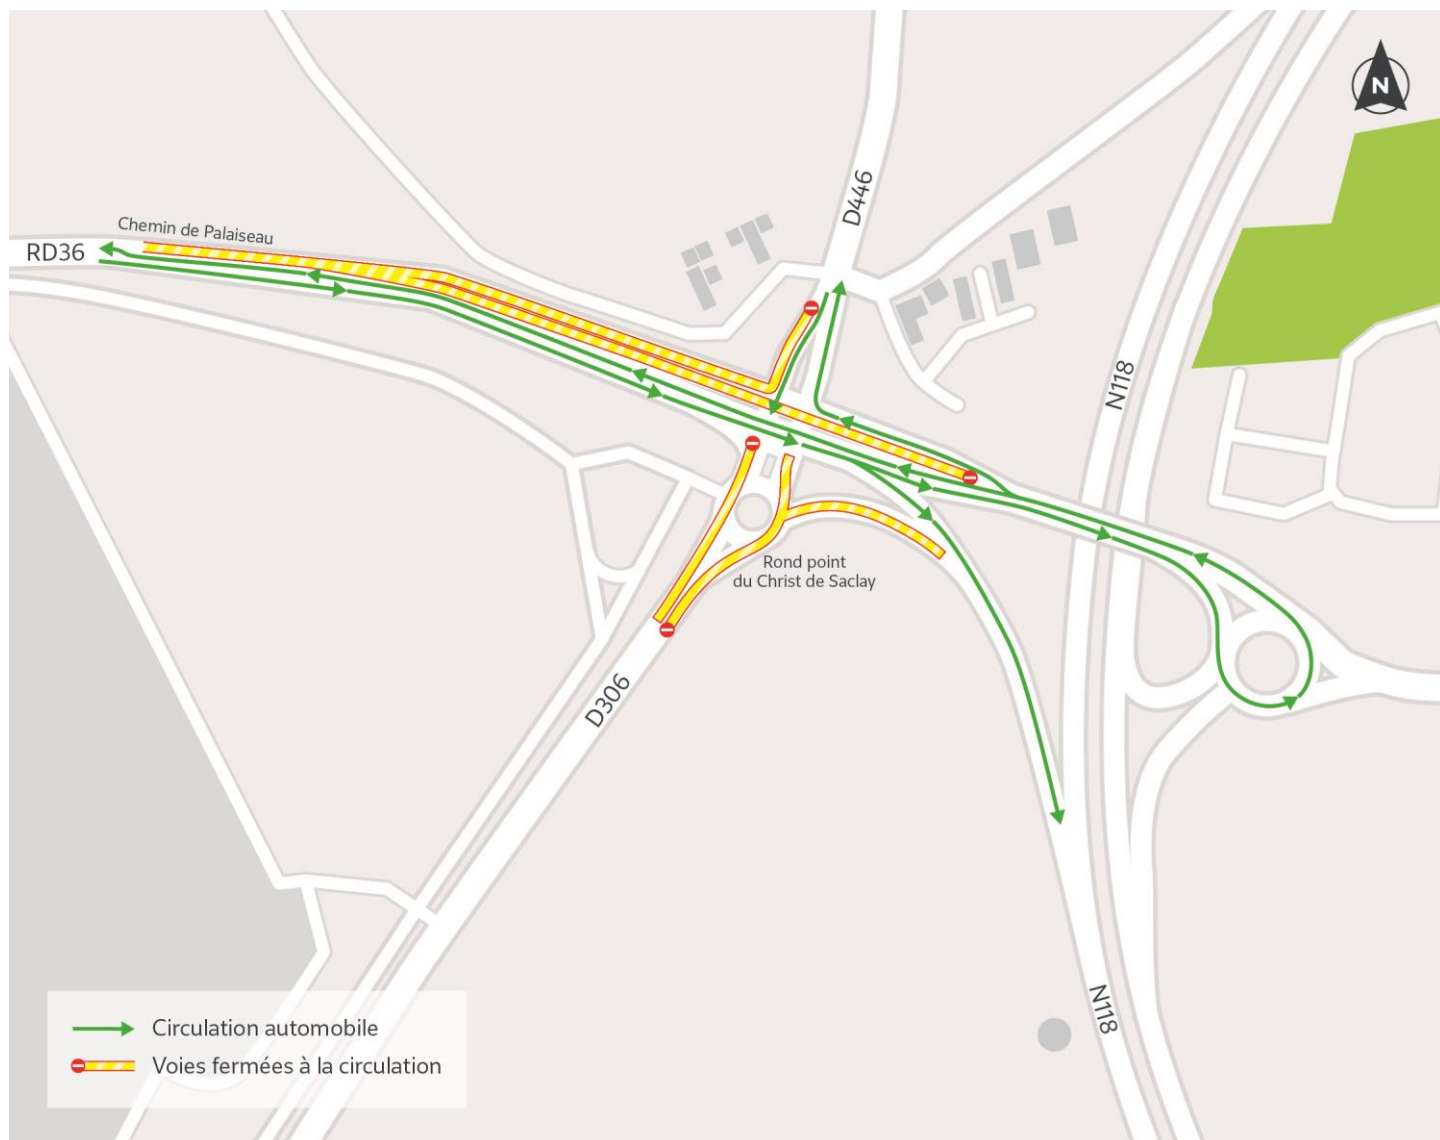 N
D446
Chemin de Palaiseau
RD36
N118
Rond point
du Christ de Saclay
D306
N118
Circulation automobile
Voies fermées à la circulation